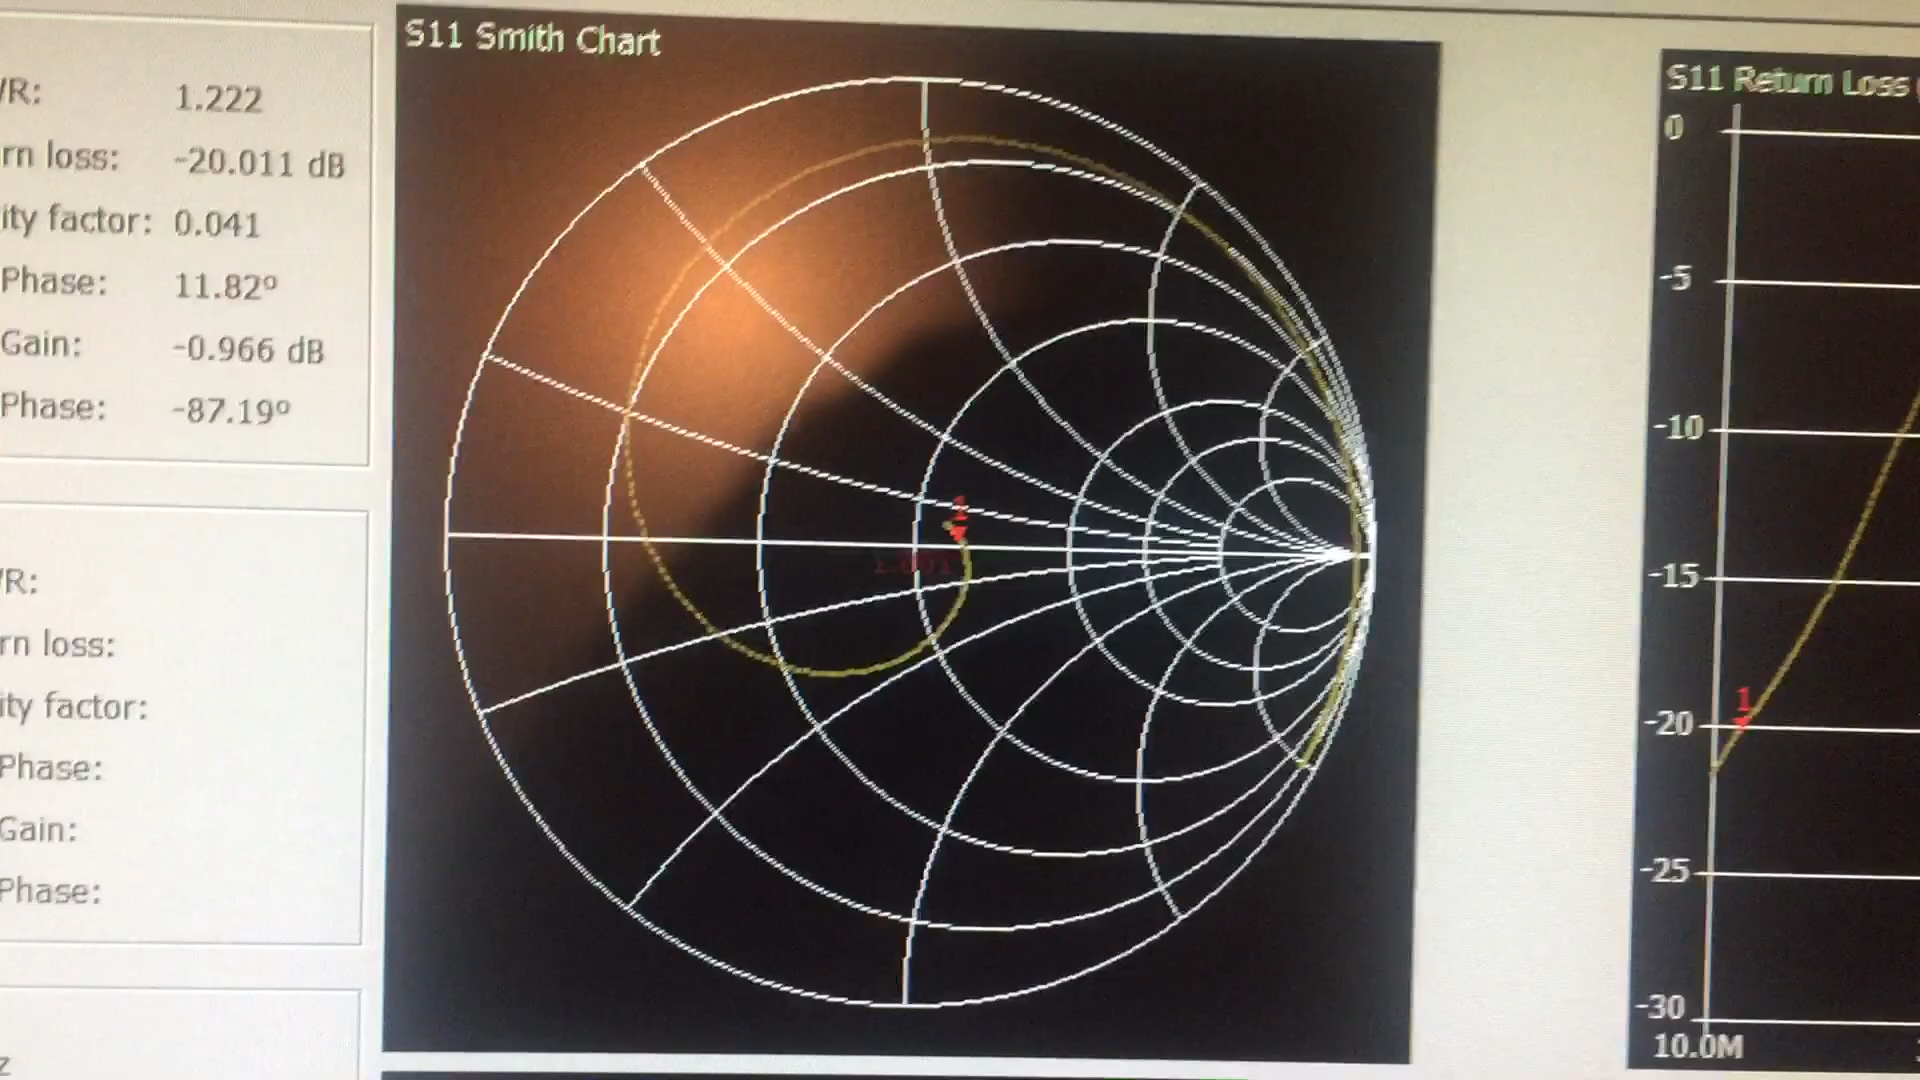 /R: 1.222
rn loss: -20.011 dB
ity factor: 0.041
Phase: 11.82º
Gain: -0.966 dB
Phase: -87.19º
/R:
rn loss:
ity factor:
Phase:
Gain:
Phase:
z
S11 Smith Chart
1
S11 Return Loss
0
-5
-10
-15
1
-20
-25
-30
10.0M